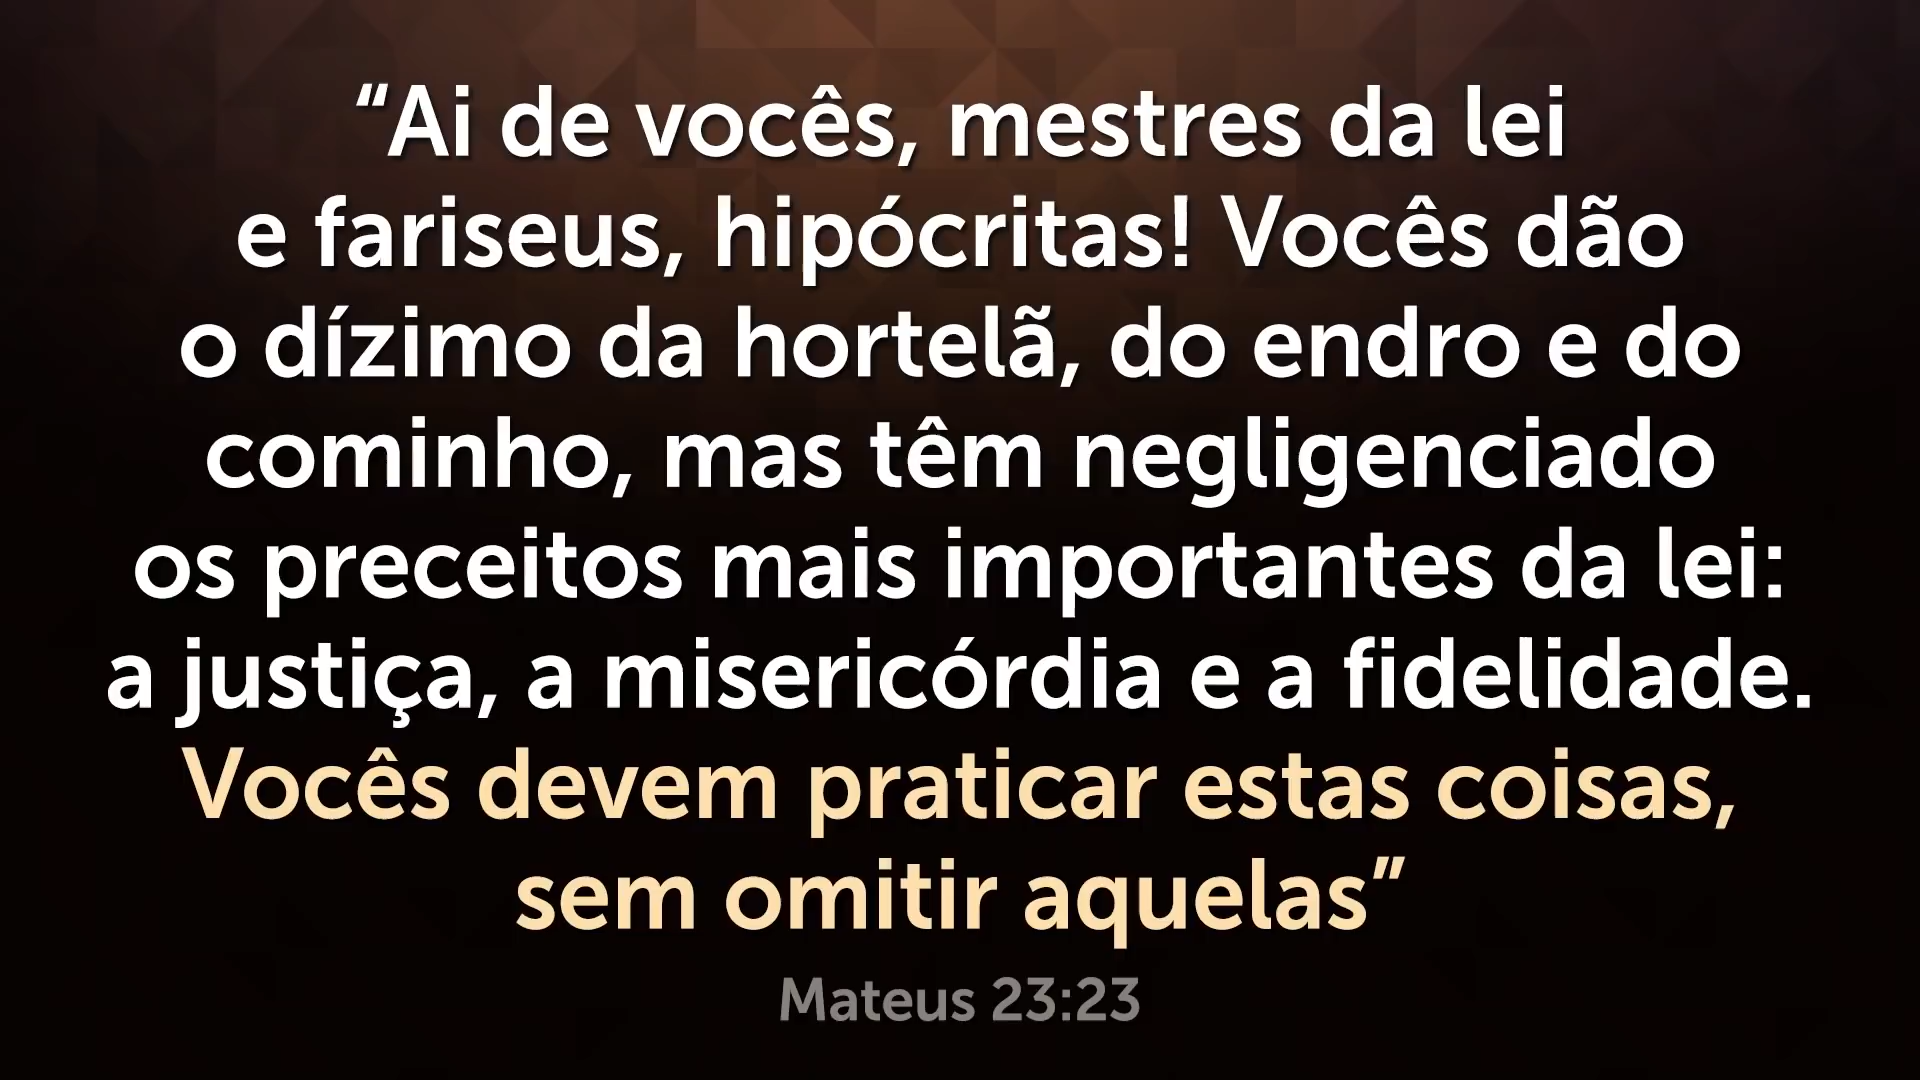 “Ai de vocês, mestres da lei
e fariseus, hipócritas! Vocês dão
o dízimo da hortelã, do endro e do
cominho, mas têm negligenciado
os preceitos mais importantes da lei:
a justiça, a misericórdia e a fidelidade.
Vocês devem praticar estas coisas,
sem omitir aquelas”
Mateus 23:23